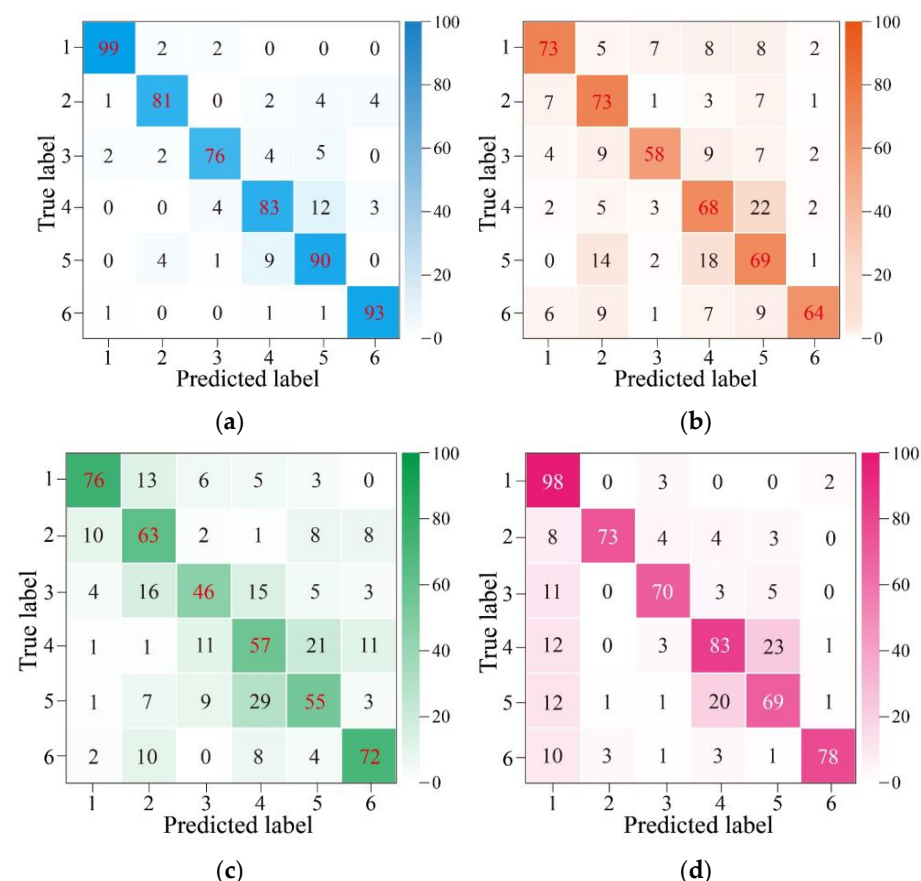 1 99 2 2 0 0 0 100
2 1 81 0 2 4 4 80
3 2 2 76 4 5 0 60
4 0 0 4 83 12 3 40
5 0 4 1 9 90 0 20
6 1 0 0 1 1 93 0
1 2 3 4 5 6
True label
Predicted label
(a)
1 73 5 7 8 8 2 100
2 7 73 1 3 7 1 80
3 4 9 58 9 7 2 60
4 2 5 3 68 22 2 40
5 0 14 2 18 69 1 20
6 6 9 1 7 9 64 0
1 2 3 4 5 6
True label
Predicted label
(b)
1 76 13 6 5 3 0 100
2 10 63 2 1 8 8 80
3 4 16 46 15 5 3 60
4 1 1 11 57 21 11 40
5 1 7 9 29 55 3 20
6 2 10 0 8 4 72 0
1 2 3 4 5 6
True label
Predicted label
(c)
1 98 0 3 0 0 2 100
2 8 73 4 4 3 0 80
3 11 0 70 3 5 0 60
4 12 0 3 83 23 1 40
5 12 1 1 20 69 1 20
6 10 3 1 3 1 78 0
1 2 3 4 5 6
True label
Predicted label
(d)